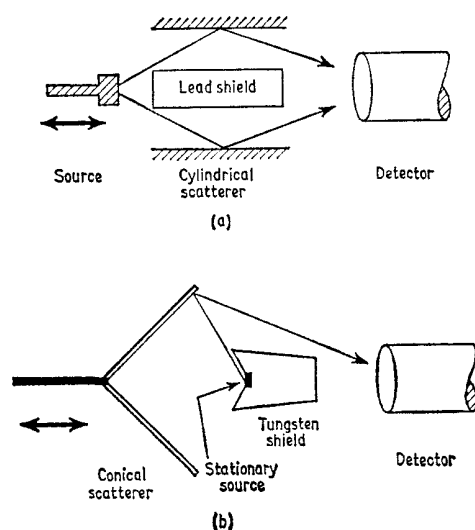 Lead shield
Source
Cylindrical
scatterer
Detector
(a)
Conical
scatterer
Stationary
source
Tungsten
shield
Detector
(b)